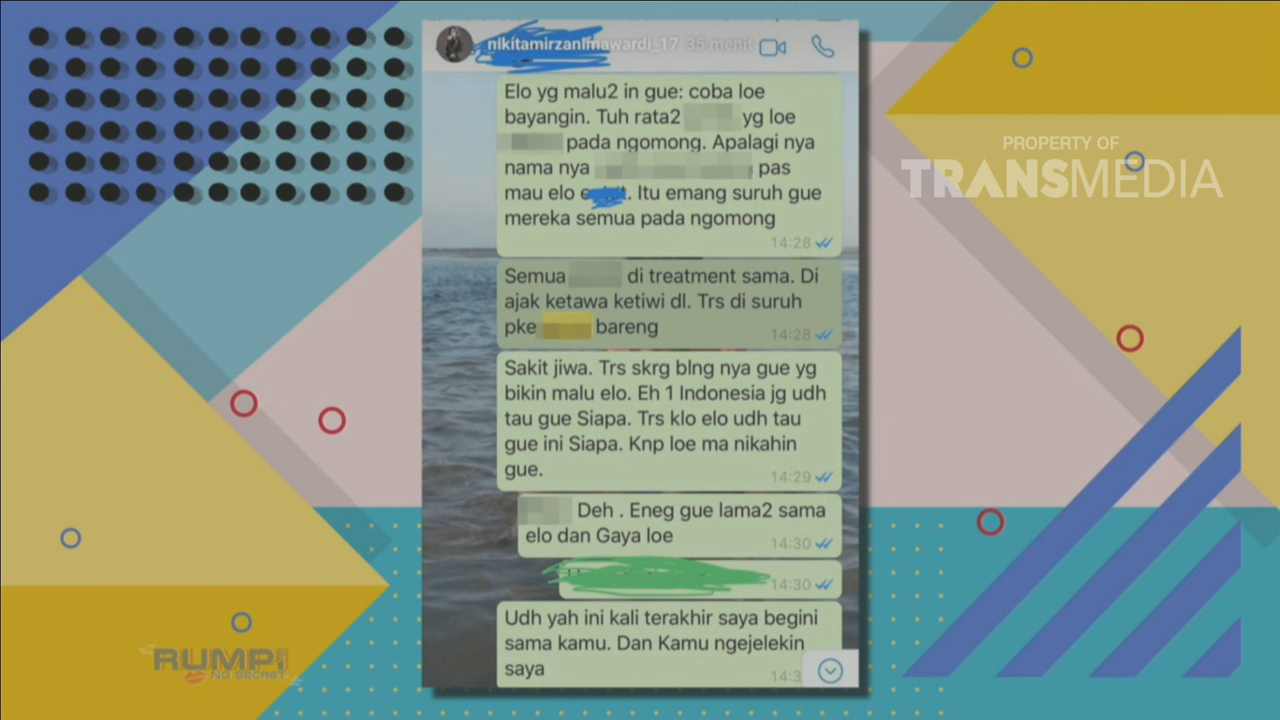 nikitamirzanimawardi_17 35 menit
Elo yg malu2 in gue: coba loe
bayangin. Tuh rata2 yg loe
pada ngomong. Apalagi nya
nama nya pas
mau elo . Itu emang suruh gue
mereka semua pada ngomong
14:28
Semua di treatment sama. Di
ajak ketawa ketiwi dl. Trs di suruh
pke bareng
14:28
Sakit jiwa. Trs skrg blng nya gue yg
bikin malu elo. Eh 1 Indonesia jg udh
tau gue Siapa. Trs klo elo udh tau
gue ini Siapa. Knp loe ma nikahin
gue.
14:29
Deh . Eneg gue lama2 sama
elo dan Gaya loe
14:30
14:30
Udh yah ini kali terakhir saya begini
sama kamu. Dan Kamu ngejelekin
saya
PROPERTY OF
TRANSMEDIA
RUMPI
NO SECRET